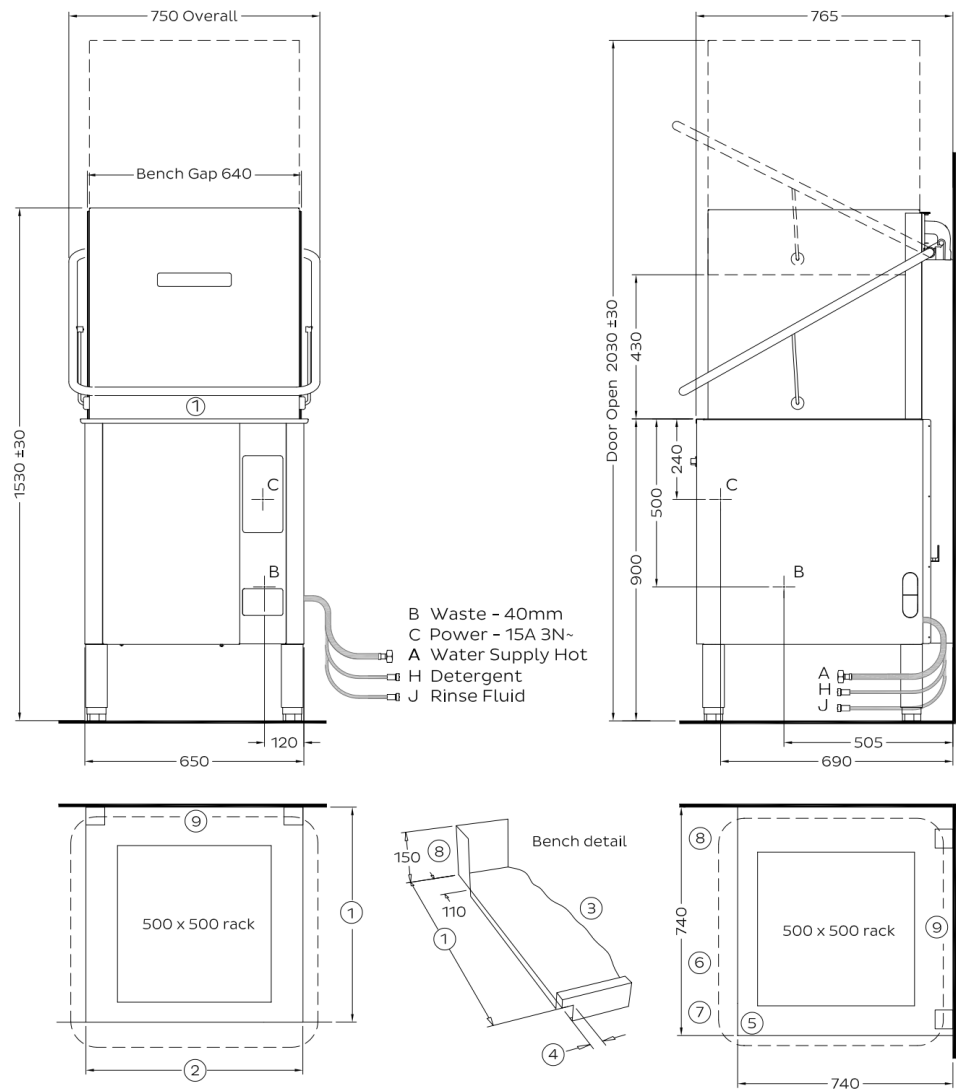 750 Overall
Bench Gap 640
1530 ±30
1
C
B
120
650
B Waste - 40mm
C Power - 15A 3N~
A Water Supply Hot
H Detergent
J Rinse Fluid
765
Door Open 2030 ±30
430
240
500
900
C
B
A
H
J
505
690
9
500 x 500 rack
1
2
Bench detail
150
8
110
3
1
4
8
740
500 x 500 rack
9
6
7
5
740